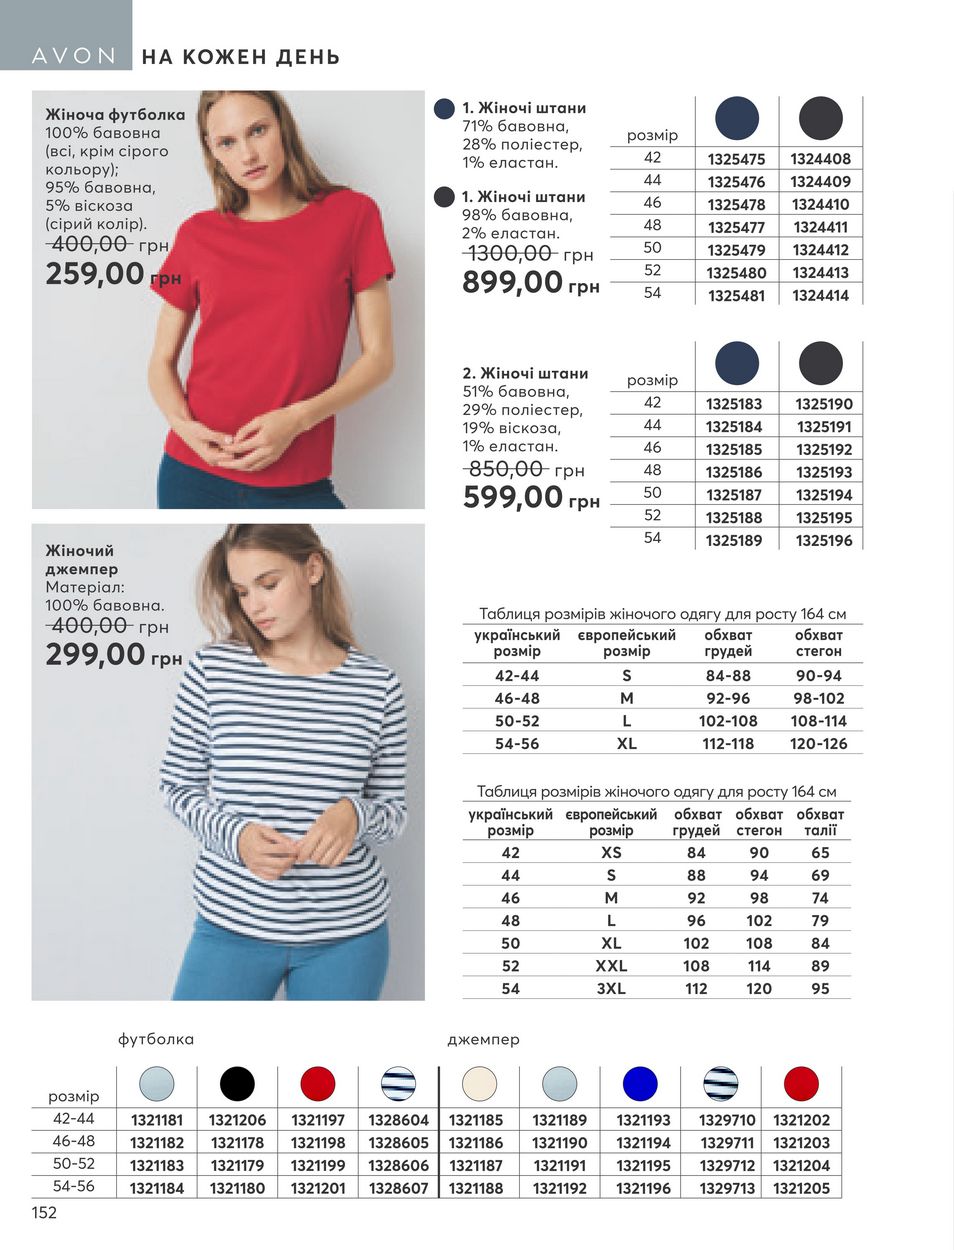 AVON НА КОЖЕН ДЕНЬ
Жіноча футболка
100% бавовна
(всі, крім сірого
кольору);
95% бавовна,
5% віскоза
(сірий колір).
400,00 грн
259,00 грн
1. Жіночі штани
71% бавовна,
28% поліестер,
1% еластан.
1. Жіночі штани
98% бавовна,
2% еластан.
1300,00 грн
899,00 грн
розмір
42 1325475 1324408
44 1325476 1324409
46 1325478 1324410
48 1325477 1324411
50 1325479 1324412
52 1325480 1324413
54 1325481 1324414
2. Жіночі штани
51% бавовна,
29% поліестер,
19% віскоза,
1% еластан.
850,00 грн
599,00 грн
розмір
42 1325183 1325190
44 1325184 1325191
46 1325185 1325192
48 1325186 1325193
50 1325187 1325194
52 1325188 1325195
54 1325189 1325196
Жіночий
джемпер
Матеріал:
100% бавовна.
400,00 грн
299,00 грн
Таблиця розмірів жіночого одягу для росту 164 см
український європейський обхват обхват
розмір розмір грудей стегон
42-44 S 84-88 90-94
46-48 M 92-96 98-102
50-52 L 102-108 108-114
54-56 XL 112-118 120-126
Таблиця розмірів жіночого одягу для росту 164 см
український європейський обхват обхват обхват
розмір розмір грудей стегон талії
42 XS 84 90 65
44 S 88 94 69
46 M 92 98 74
48 L 96 102 79
50 XL 102 108 84
52 XXL 108 114 89
54 3XL 112 120 95
футболка джемпер
розмір
42-44 1321181 1321206 1321197 1328604 1321185 1321189 1321193 1329710 1321202
46-48 1321182 1321178 1321198 1328605 1321186 1321190 1321194 1329711 1321203
50-52 1321183 1321179 1321199 1328606 1321187 1321191 1321195 1329712 1321204
54-56 1321184 1321180 1321201 1328607 1321188 1321192 1321196 1329713 1321205
152